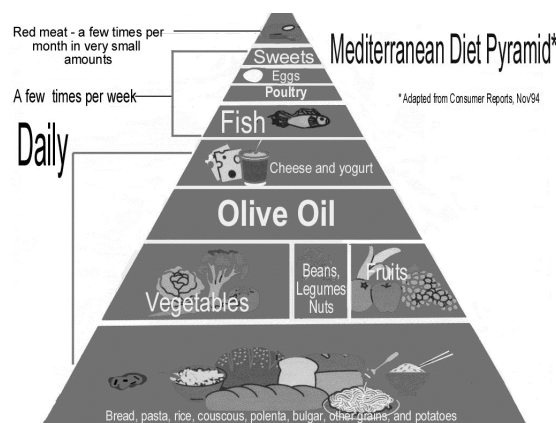 Mediterranean Diet Pyramid*
* Adapted from Consumer Reports, Nov'94
Red meat - a few times per
month in very small
amounts
A few times per week
Daily
Sweets
Eggs
Poultry
Fish
Cheese and yogurt
Olive Oil
Vegetables
Beans,
Legumes
Nuts
Fruits
Bread, pasta, rice, couscous, polenta, bulgar, other grains, and potatoes